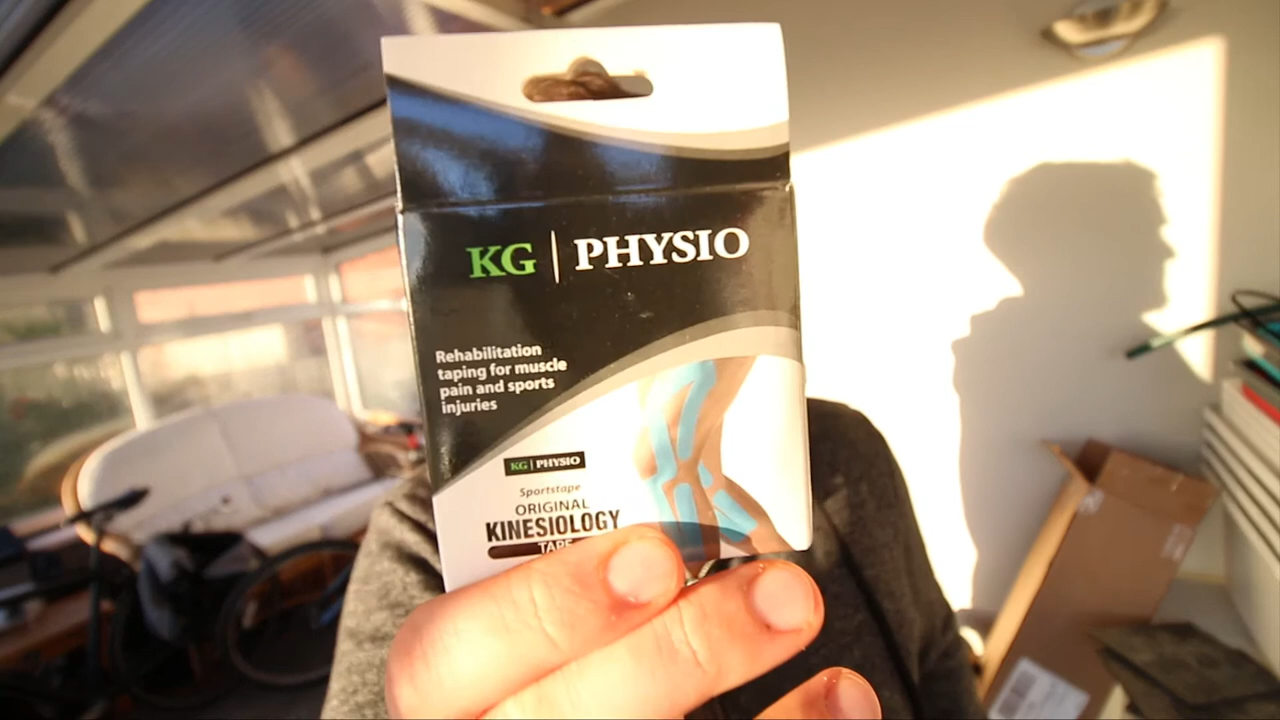 KG | PHYSIO
Rehabilitation
taping for muscle
pain and sports
injuries
KG | PHYSIO
Sportstape
ORIGINAL
KINESIOLOGY
TAPE